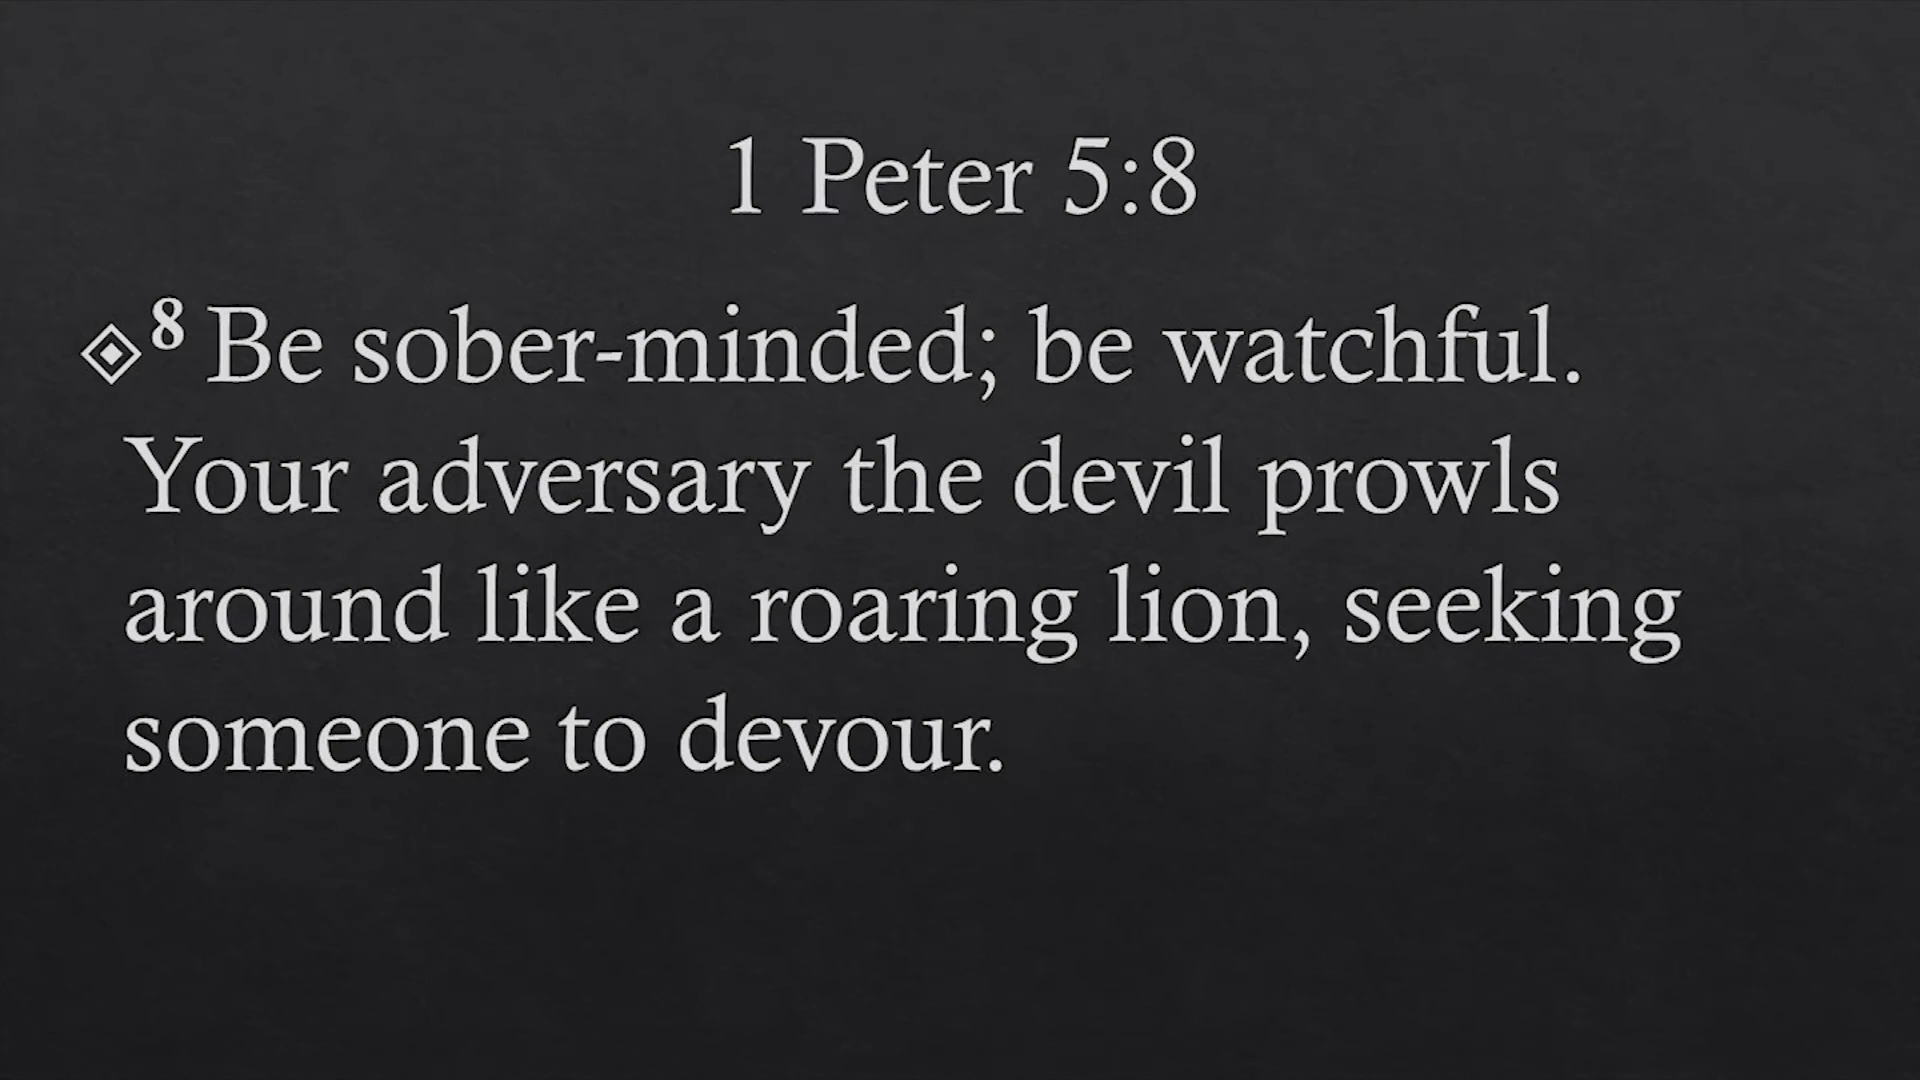 1 Peter 5:8
⁸ Be sober-minded; be watchful.
Your adversary the devil prowls
around like a roaring lion, seeking
someone to devour.